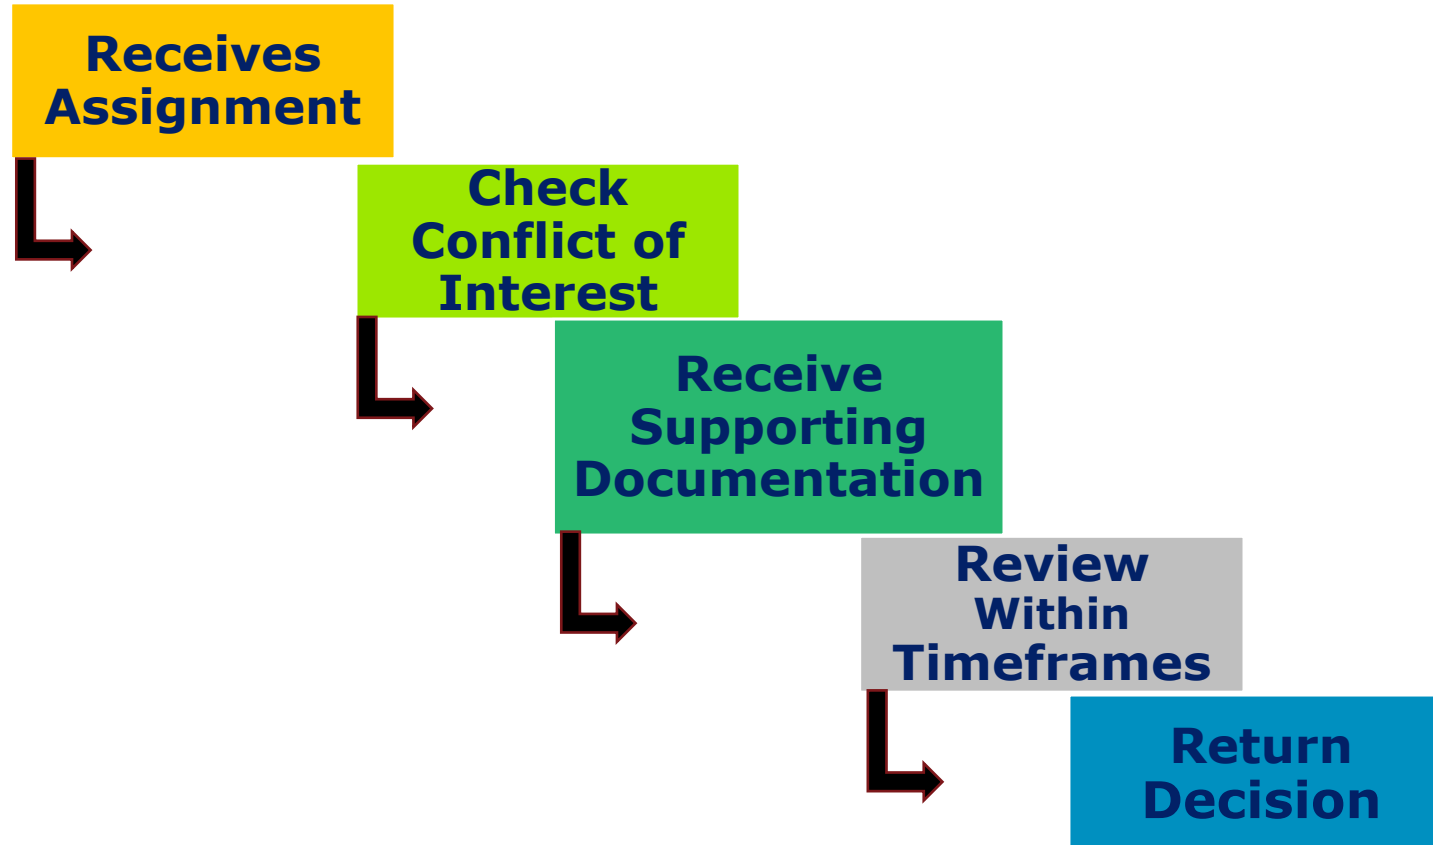 Receives
Assignment
Check
Conflict of
Interest
Receive
Supporting
Documentation
Review
Within
Timeframes
Return
Decision